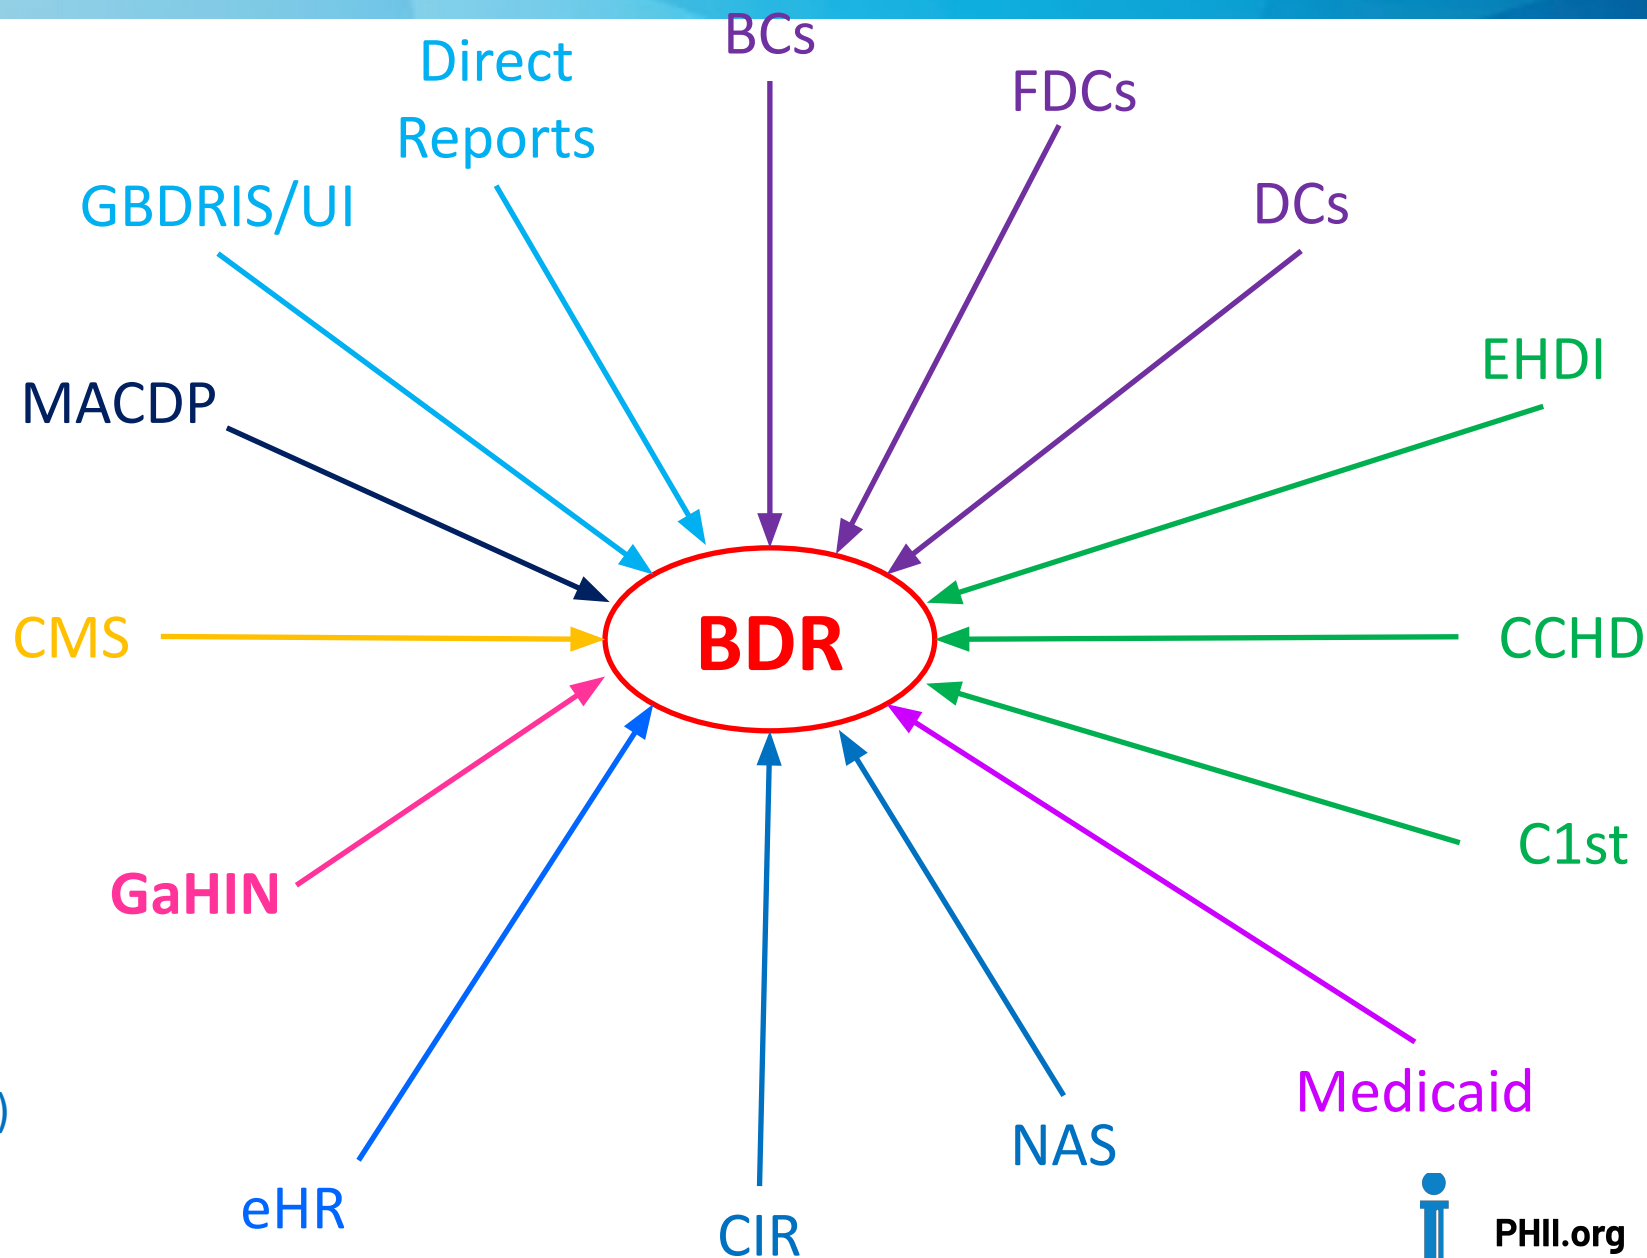 BCs
Direct
Reports
FDCs
GBDRIS/UI
DCs
EHDI
MACDP
BDR
CMS
CCHD
C1st
GaHIN
Medicaid
)
NAS
eHR
CIR
PHII.org